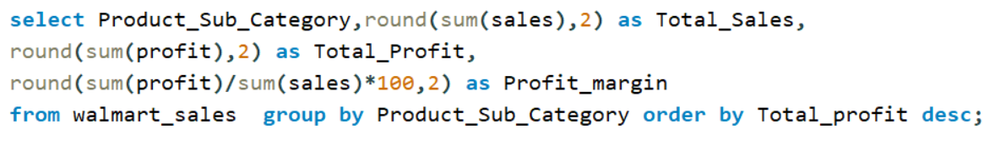 select Product_Sub_Category,round(sum(sales),2) as Total_Sales,
round(sum(profit),2) as Total_Profit,
round(sum(profit)/sum(sales)*100,2) as Profit_margin
from walmart_sales  group by Product_Sub_Category order by Total_profit desc;